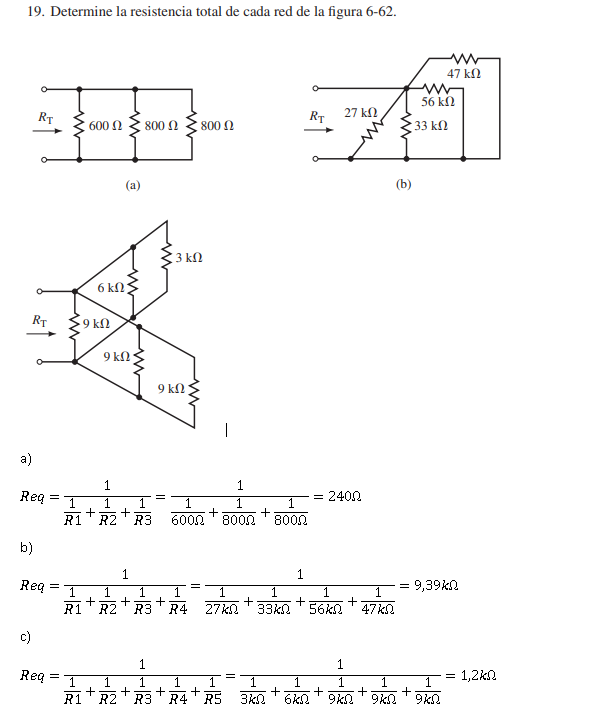 19. Determine la resistencia total de cada red de la figura 6-62.
R_T
600 Ω
800 Ω
800 Ω
(a)
47 kΩ
56 kΩ
R_T
27 kΩ
33 kΩ
(b)
3 kΩ
6 kΩ
R_T
9 kΩ
9 kΩ
9 kΩ
a)
Req = 1/(1/R1 + 1/R2 + 1/R3) = 1/(1/600Ω + 1/800Ω + 1/800Ω) = 240Ω
b)
Req = 1/(1/R1 + 1/R2 + 1/R3 + 1/R4) = 1/(1/27kΩ + 1/33kΩ + 1/56kΩ + 1/47kΩ) = 9,39kΩ
c)
Req = 1/(1/R1 + 1/R2 + 1/R3 + 1/R4 + 1/R5) = 1/(1/3kΩ + 1/6kΩ + 1/9kΩ + 1/9kΩ + 1/9kΩ) = 1,2kΩ